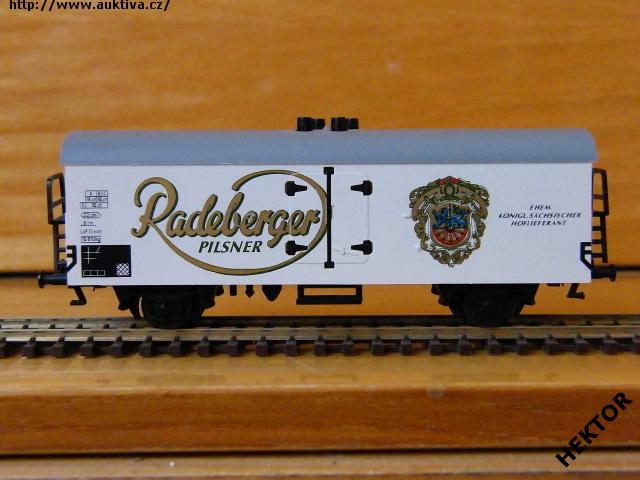 http://www.auktiva.cz/
Radeberger
PILSNER
EHEM.
KÖNIGL. SÄCHSISCHER
HOFLIEFERANT
HEKTOR